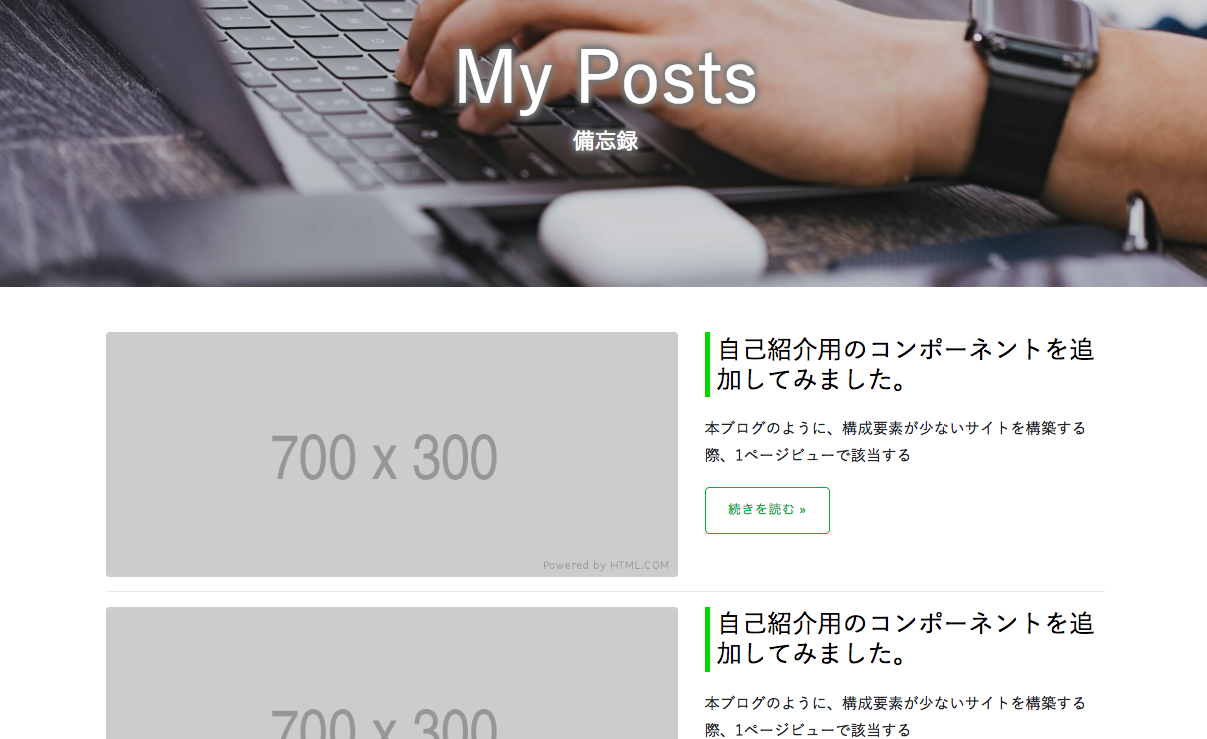 My Posts
備忘録
700 x 300
Powered by HTML.COM
自己紹介用のコンポーネントを追
加してみました。
本ブログのように、構成要素が少ないサイトを構築する
際、1ページビューで該当する
続きを読む »
700 x 300
自己紹介用のコンポーネントを追
加してみました。
本ブログのように、構成要素が少ないサイトを構築する
際、1ページビューで該当する